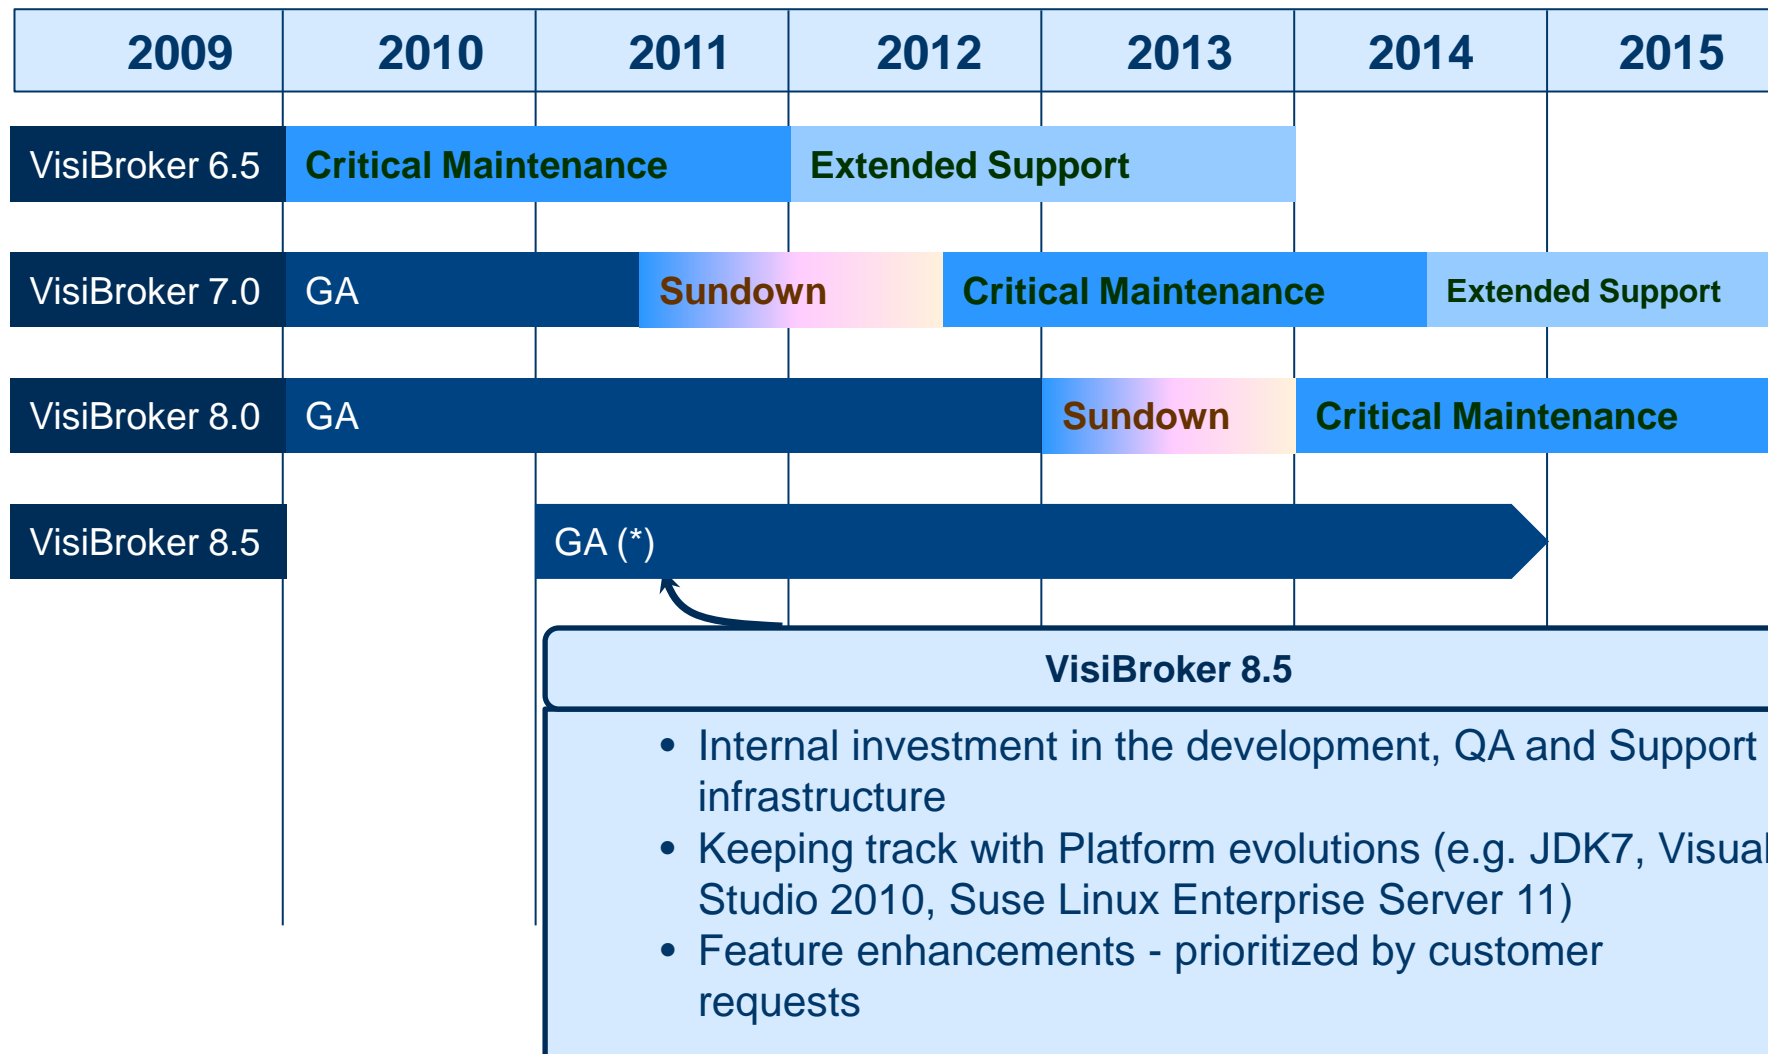 2009 2010 2011 2012 2013 2014 2015
VisiBroker 6.5 Critical Maintenance Extended Support
VisiBroker 7.0 GA Sundown Critical Maintenance Extended Support
VisiBroker 8.0 GA Sundown Critical Maintenance
VisiBroker 8.5 GA (*)
VisiBroker 8.5
• Internal investment in the development, QA and Support
infrastructure
• Keeping track with Platform evolutions (e.g. JDK7, Visual
Studio 2010, Suse Linux Enterprise Server 11)
• Feature enhancements - prioritized by customer
requests